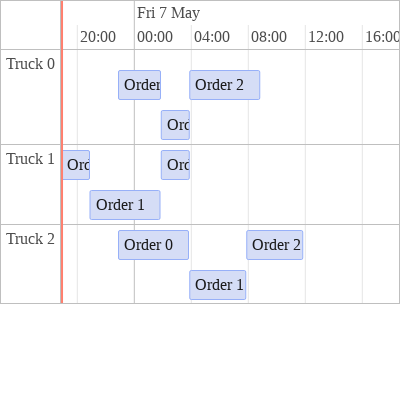 Fri 7 May
20:00 00:00 04:00 08:00 12:00 16:00
Truck 0
Order Order 2
Ord
Truck 1
Ord Ord
Order 1
Truck 2
Order 0 Order 2
Order 1